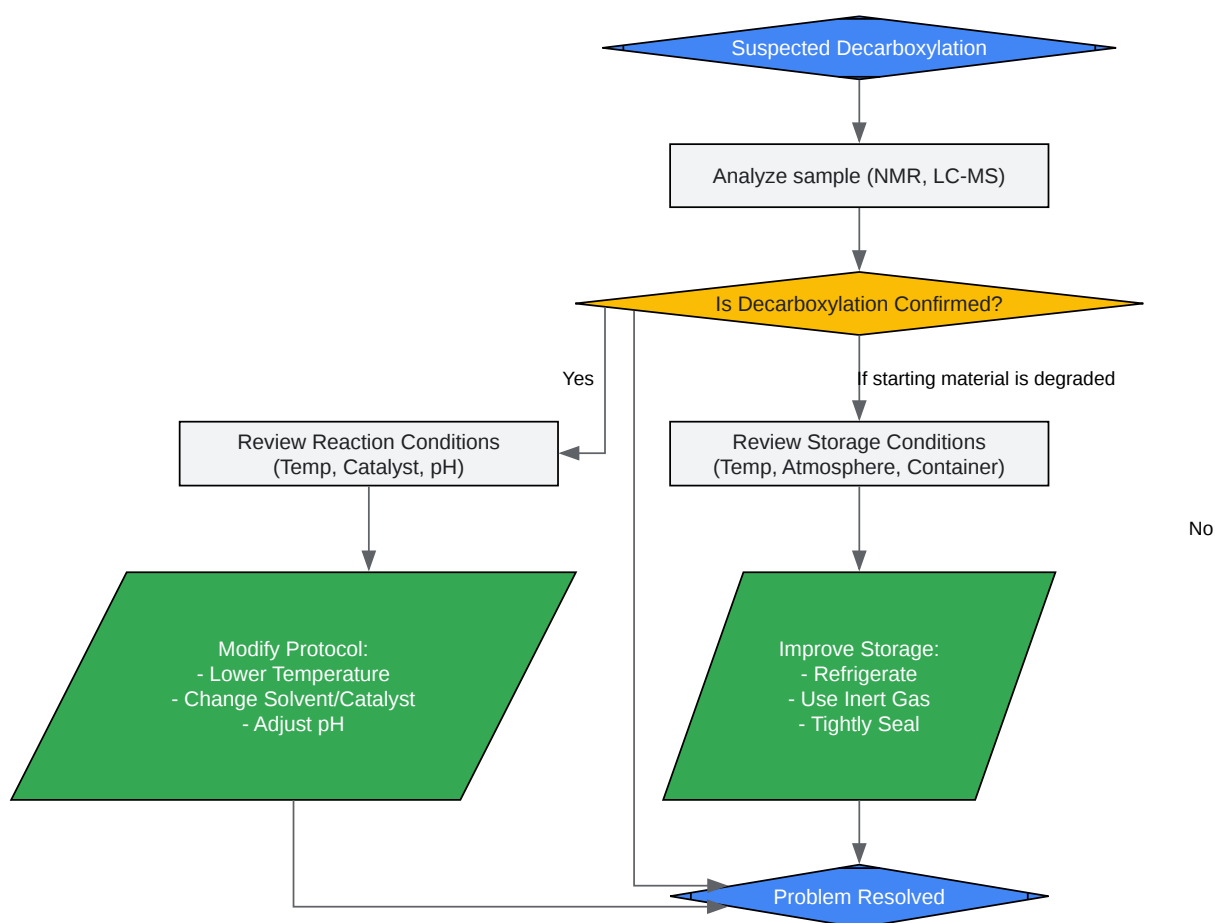 Suspected Decarboxylation
Analyze sample (NMR, LC-MS)
Is Decarboxylation Confirmed?
Yes
If starting material is degraded
Review Reaction Conditions
(Temp, Catalyst, pH)
Review Storage Conditions
(Temp, Atmosphere, Container)
No
Modify Protocol:
- Lower Temperature
- Change Solvent/Catalyst
- Adjust pH
Improve Storage:
- Refrigerate
- Use Inert Gas
- Tightly Seal
Problem Resolved